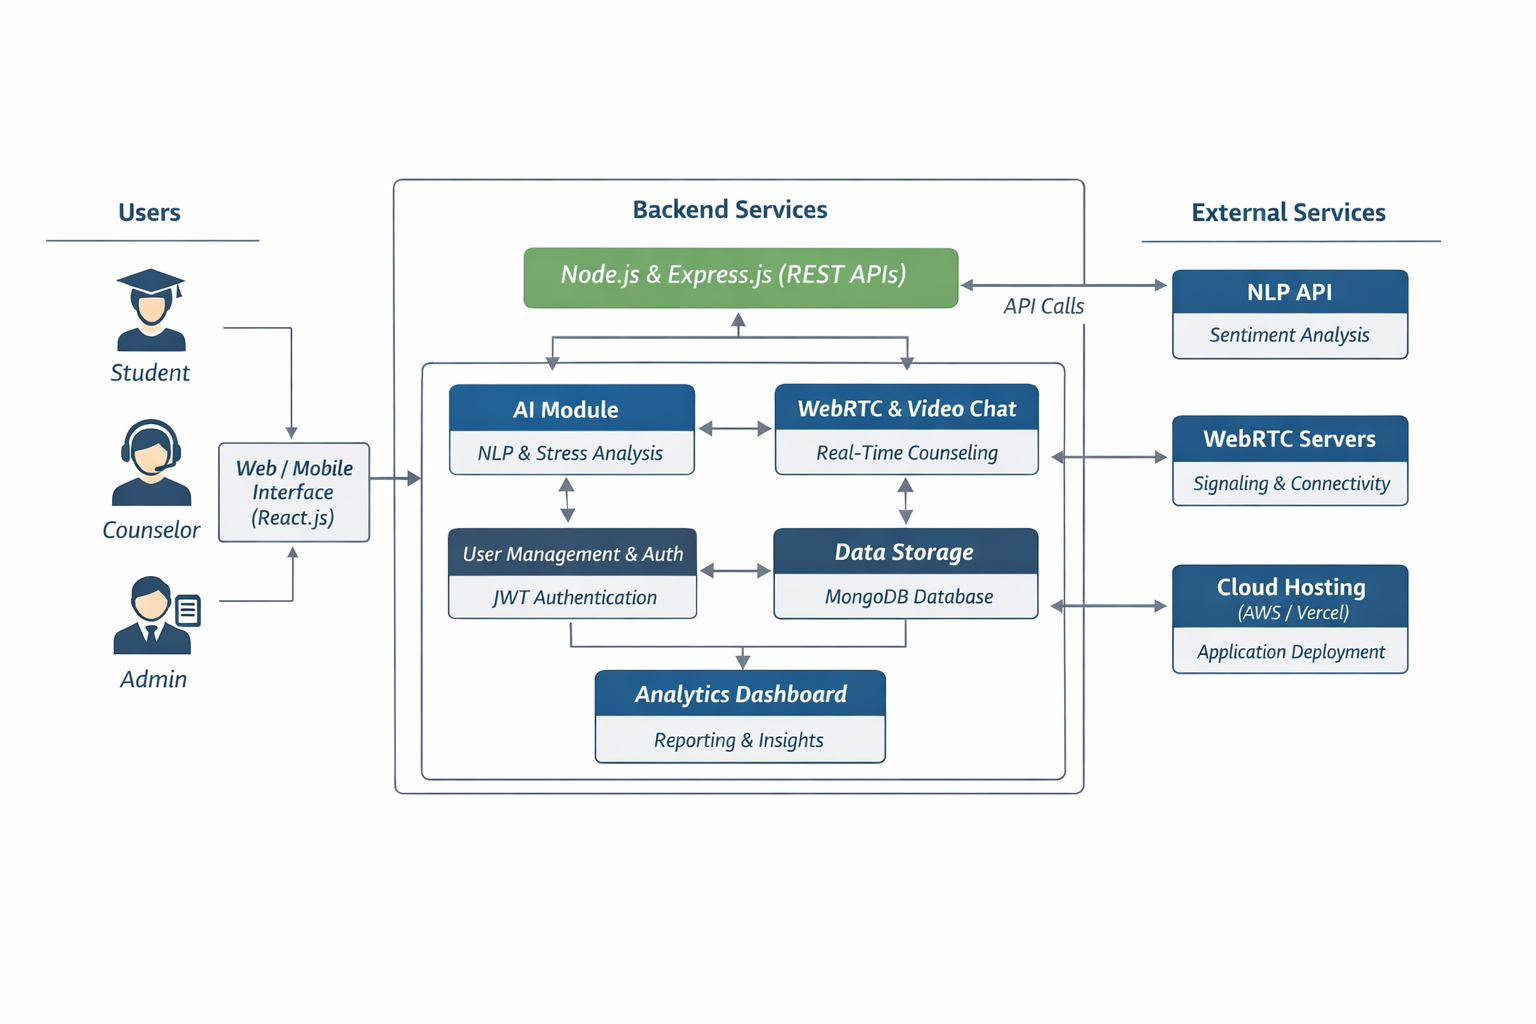 Users
Student
Counselor
Admin
Web / Mobile
Interface
(React.js)
Backend Services
Node.js & Express.js (REST APIs)
API Calls
AI Module
NLP & Stress Analysis
WebRTC & Video Chat
Real-Time Counseling
User Management & Auth
JWT Authentication
Data Storage
MongoDB Database
Analytics Dashboard
Reporting & Insights
External Services
NLP API
Sentiment Analysis
WebRTC Servers
Signaling & Connectivity
Cloud Hosting
(AWS / Vercel)
Application Deployment